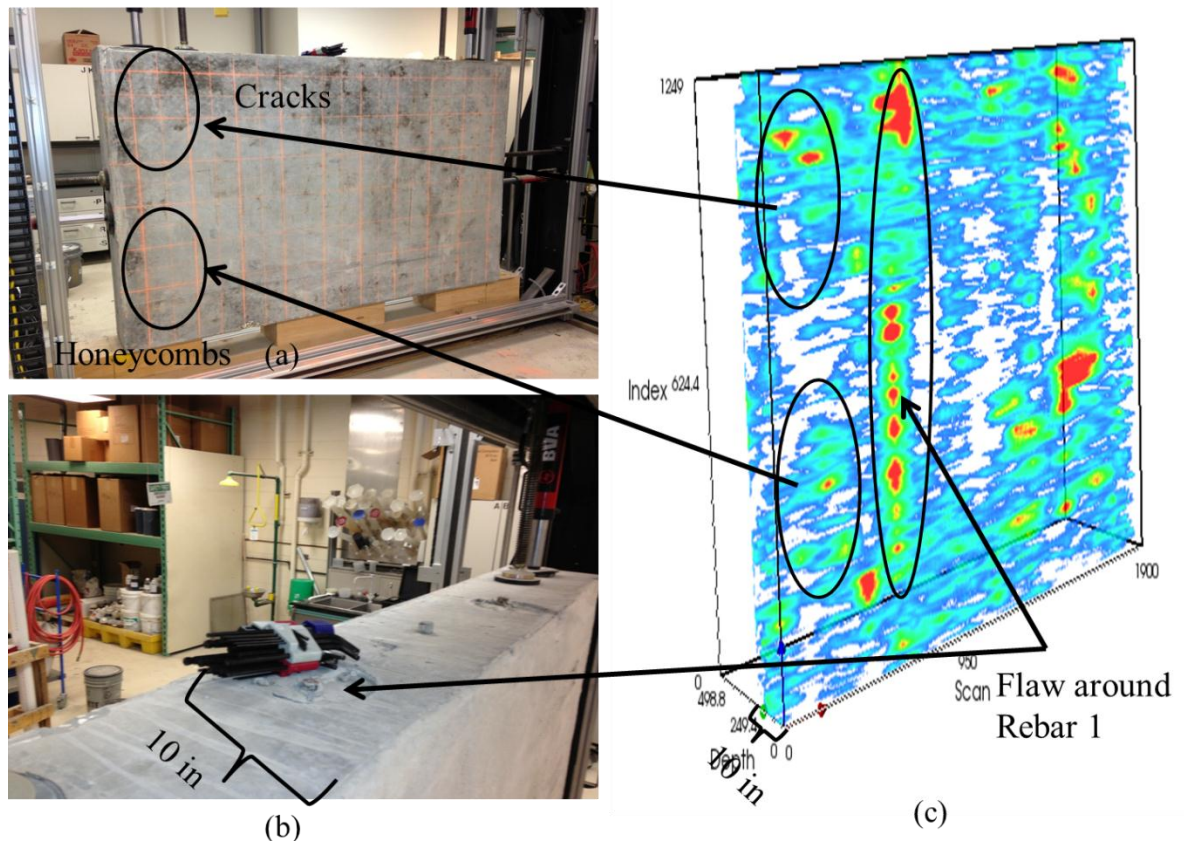 Cracks
Honeycombs (a)
BVA
10 in
(b)
1249
Index 624.4
0
498.8
249.4
Depth
0 0
10 in
950
Scan
1900
Flaw around
Rebar 1
(c)